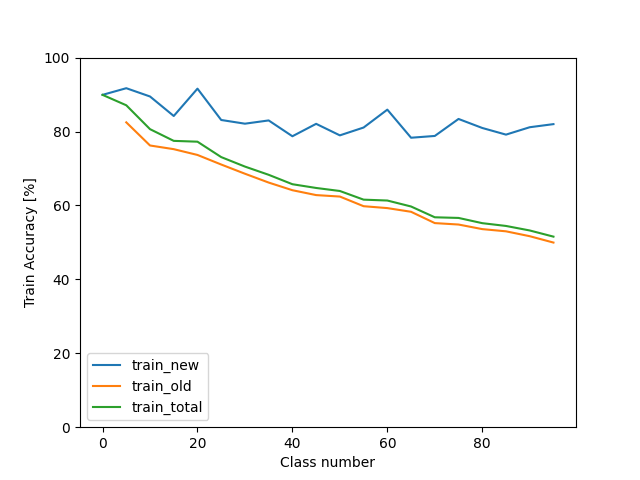 100
80
60
40
20
0
Train Accuracy [%]
train_new
train_old
train_total
0 20 40 60 80
Class number